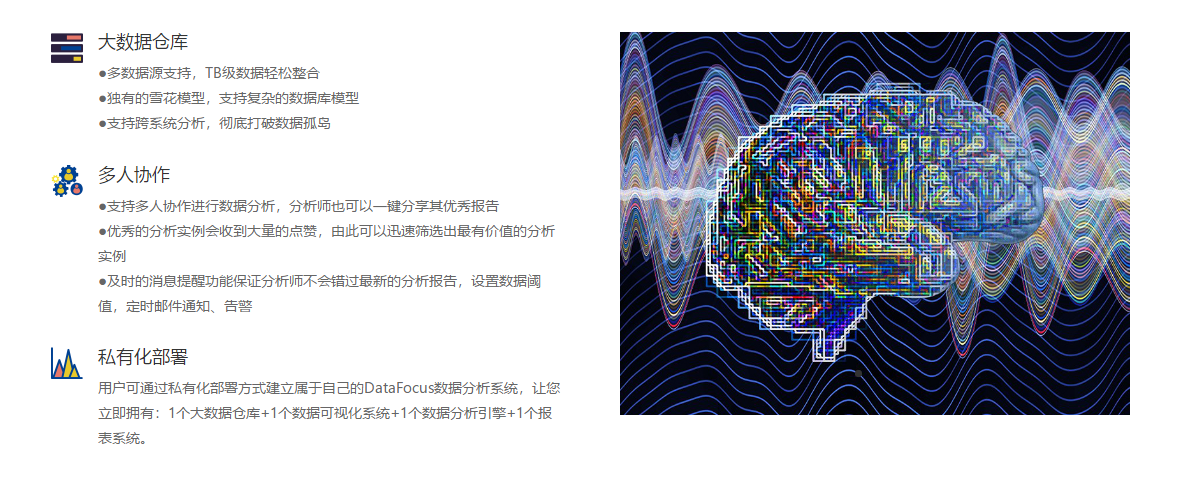 大数据仓库
●多数据源支持，TB级数据轻松整合
●独有的雪花模型，支持复杂的数据库模型
●支持跨系统分析，彻底打破数据孤岛
多人协作
●支持多人协作进行数据分析，分析师也可以一键分享其优秀报告
●优秀的分析实例会收到大量的点赞，由此可以迅速筛选出最有价值的分析
实例
●及时的消息提醒功能保证分析师不会错过最新的分析报告，设置数据阈
值，定时邮件通知、告警
私有化部署
用户可通过私有化部署方式建立属于自己的DataFocus数据分析系统，让您
立即拥有：1个大数据仓库+1个数据可视化系统+1个数据分析引擎+1个报
表系统。